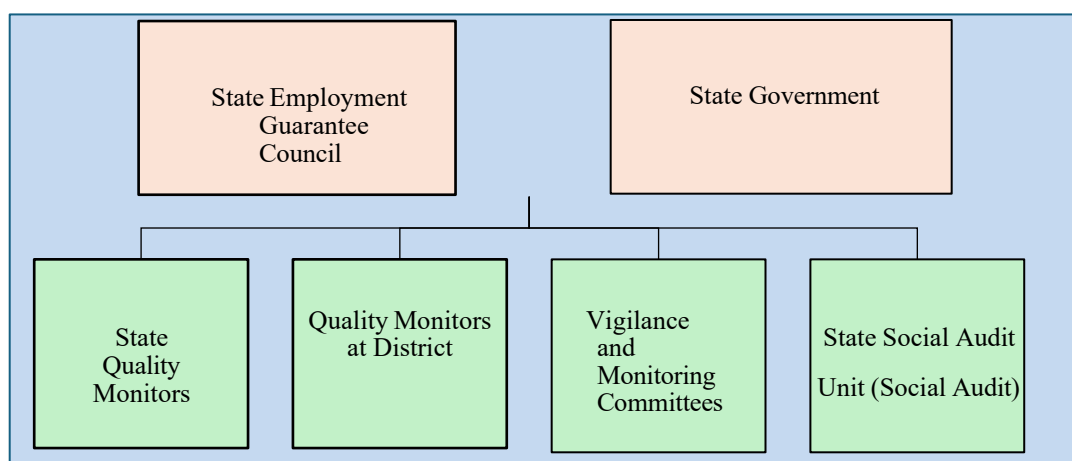 State Employment
Guarantee
Council
State Government
State
Quality
Monitors
Quality Monitors
at District
Vigilance
and
Monitoring
Committees
State Social Audit
Unit (Social Audit)